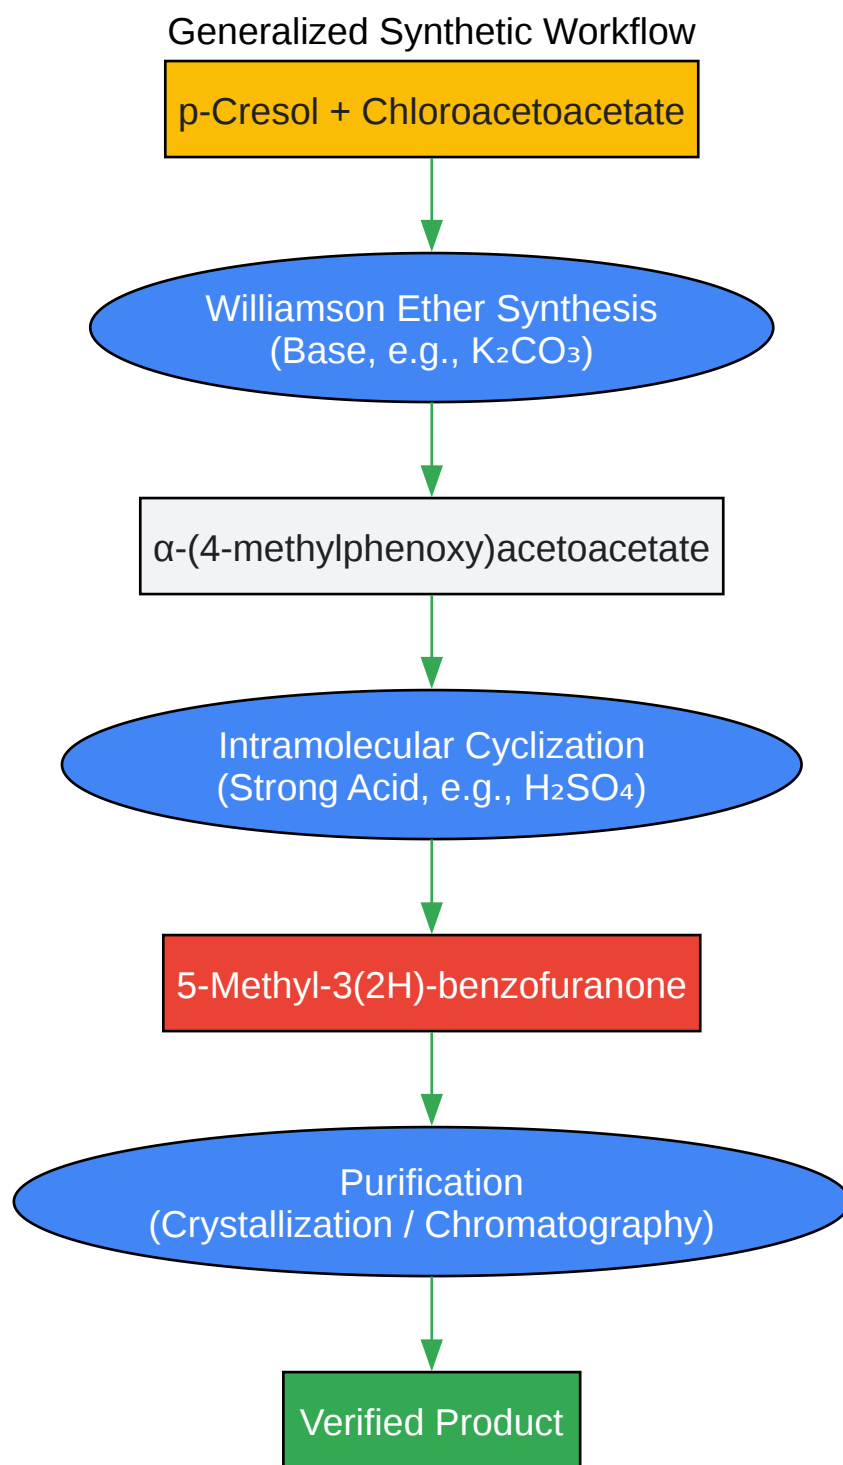 Generalized Synthetic Workflow
p-Cresol + Chloroacetoacetate
Williamson Ether Synthesis
(Base, e.g., K₂CO₃)
α-(4-methylphenoxy)acetoacetate
Intramolecular Cyclization
(Strong Acid, e.g., H₂SO₄)
5-Methyl-3(2H)-benzofuranone
Purification
(Crystallization / Chromatography)
Verified Product